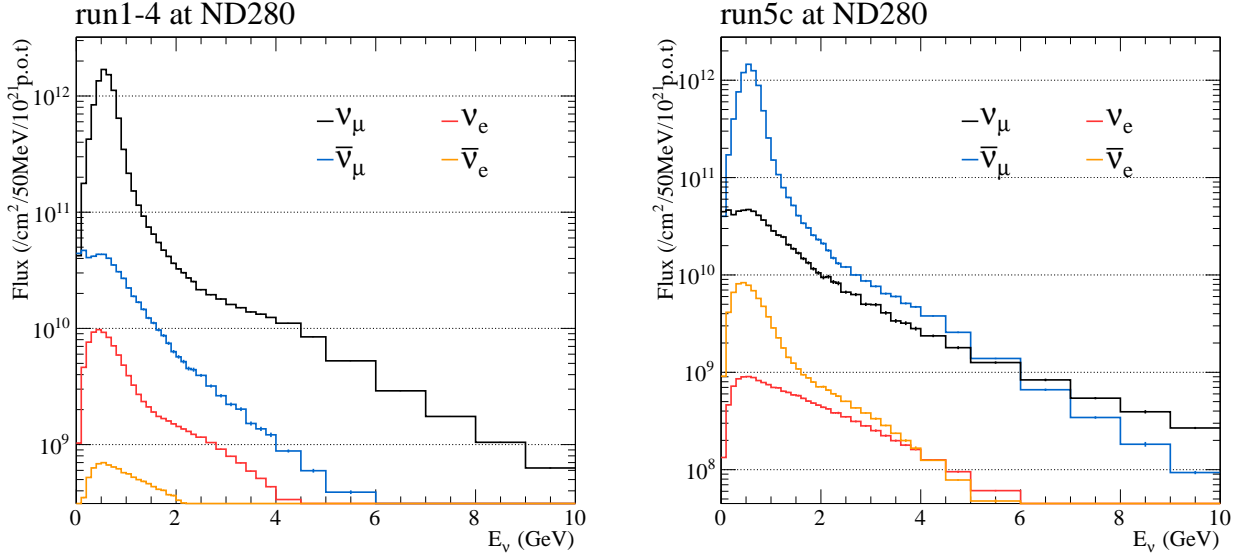 run1-4 at ND280
Flux (/cm²/50MeV/10²¹p.o.t)
10¹²
10¹¹
10¹⁰
10⁹
ν_μ
ν_e
ν̅_μ
ν̅_e
0 2 4 6 8 10
E_ν (GeV)
run5c at ND280
Flux (/cm²/50MeV/10²¹p.o.t)
10¹²
10¹¹
10¹⁰
10⁹
10⁸
ν_μ
ν_e
ν̅_μ
ν̅_e
0 2 4 6 8 10
E_ν (GeV)